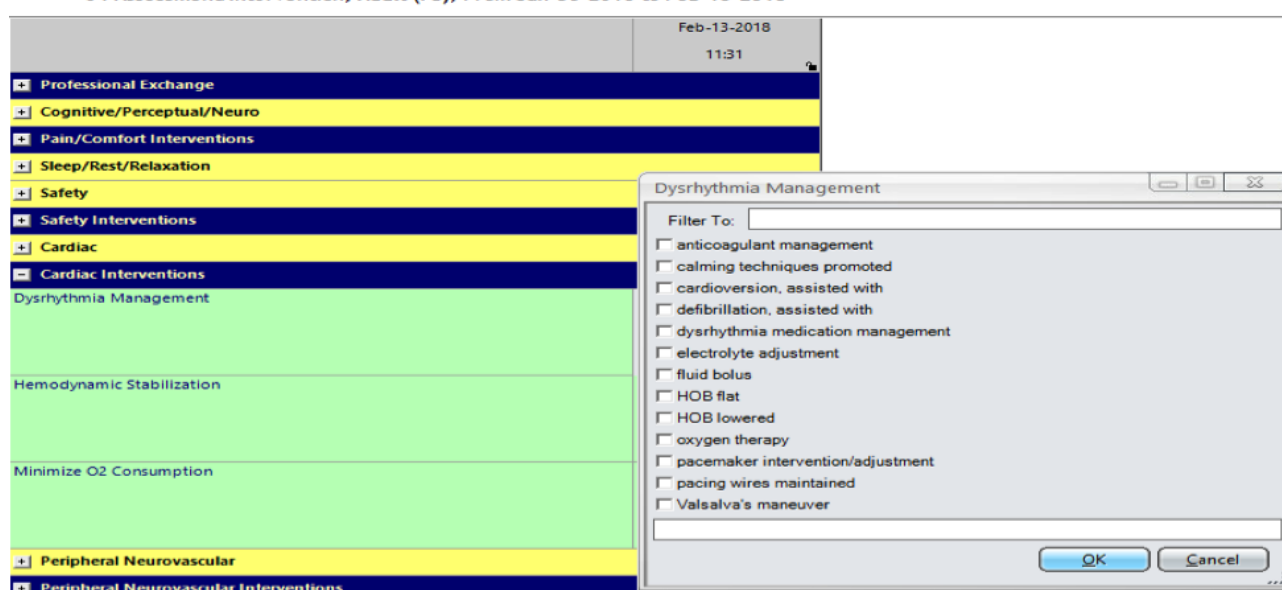 Feb-13-2018
11:31
Professional Exchange
Cognitive/Perceptual/Neuro
Pain/Comfort Interventions
Sleep/Rest/Relaxation
Safety
Safety Interventions
Cardiac
Cardiac Interventions
Dysrhythmia Management
Hemodynamic Stabilization
Minimize O2 Consumption
Peripheral Neurovascular
Peripheral Neurovascular Interventions
Dysrhythmia Management
Filter To:
anticoagulant management
calming techniques promoted
cardioversion, assisted with
defibrillation, assisted with
dysrhythmia medication management
electrolyte adjustment
fluid bolus
HOB flat
HOB lowered
oxygen therapy
pacemaker intervention/adjustment
pacing wires maintained
Valsalva's maneuver
OK
Cancel